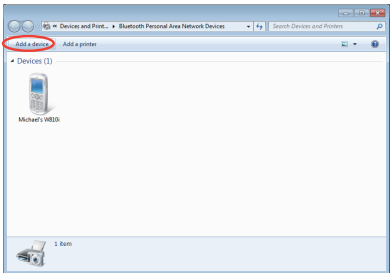 « Devices and Print... ▸ Bluetooth Personal Area Network Devices
Search Devices and Printers
Add a device
Add a printer
Devices (1)
Michael's W810i
1 item